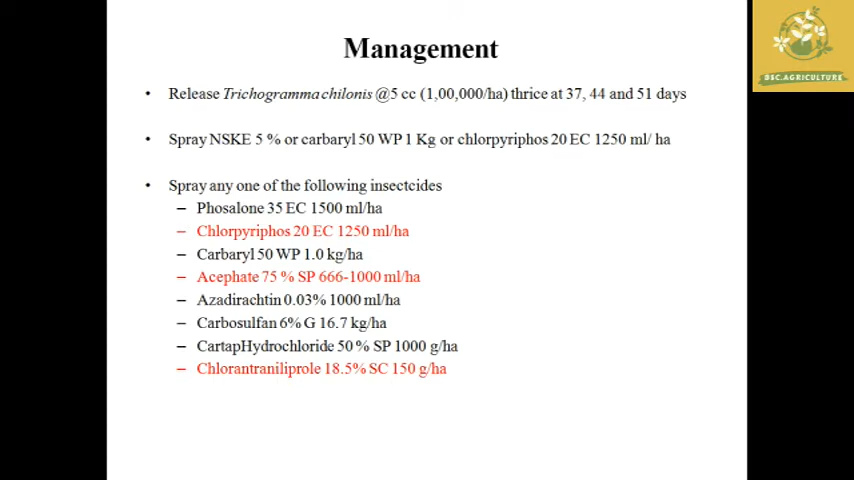 Management
• Release Trichogramma chilonis @5 cc (1,00,000/ha) thrice at 37, 44 and 51 days
• Spray NSKE 5 % or carbaryl 50 WP 1 Kg or chlorpyriphos 20 EC 1250 ml/ ha
• Spray any one of the following insectcides
– Phosalone 35 EC 1500 ml/ha
– Chlorpyriphos 20 EC 1250 ml/ha
– Carbaryl 50 WP 1.0 kg/ha
– Acephate 75 % SP 666-1000 ml/ha
– Azadirachtin 0.03% 1000 ml/ha
– Carbosulfan 6% G 16.7 kg/ha
– CartapHydrochloride 50 % SP 1000 g/ha
– Chlorantraniliprole 18.5% SC 150 g/ha
BSC.AGRICULTURE